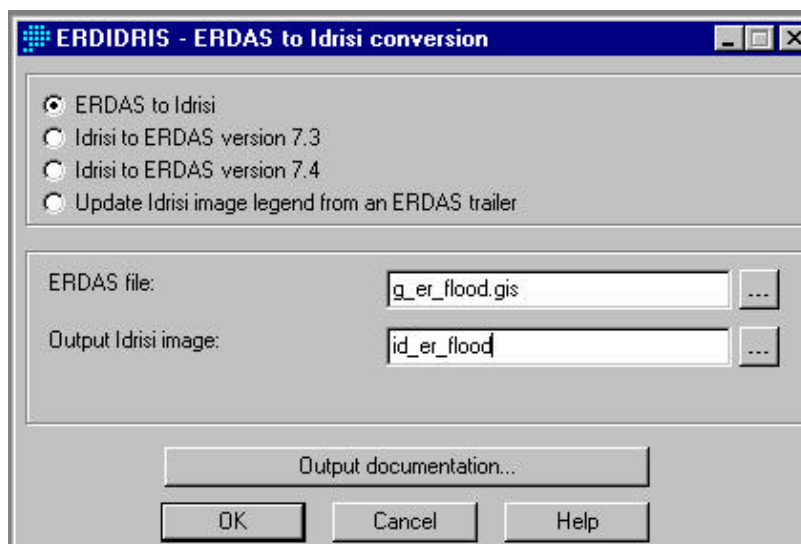 ERDIDRIS - ERDAS to Idrisi conversion
ERDAS to Idrisi
Idrisi to ERDAS version 7.3
Idrisi to ERDAS version 7.4
Update Idrisi image legend from an ERDAS trailer
ERDAS file:
g_er_flood.gis
...
Output Idrisi image:
id_er_flood
...
Output documentation...
OK
Cancel
Help